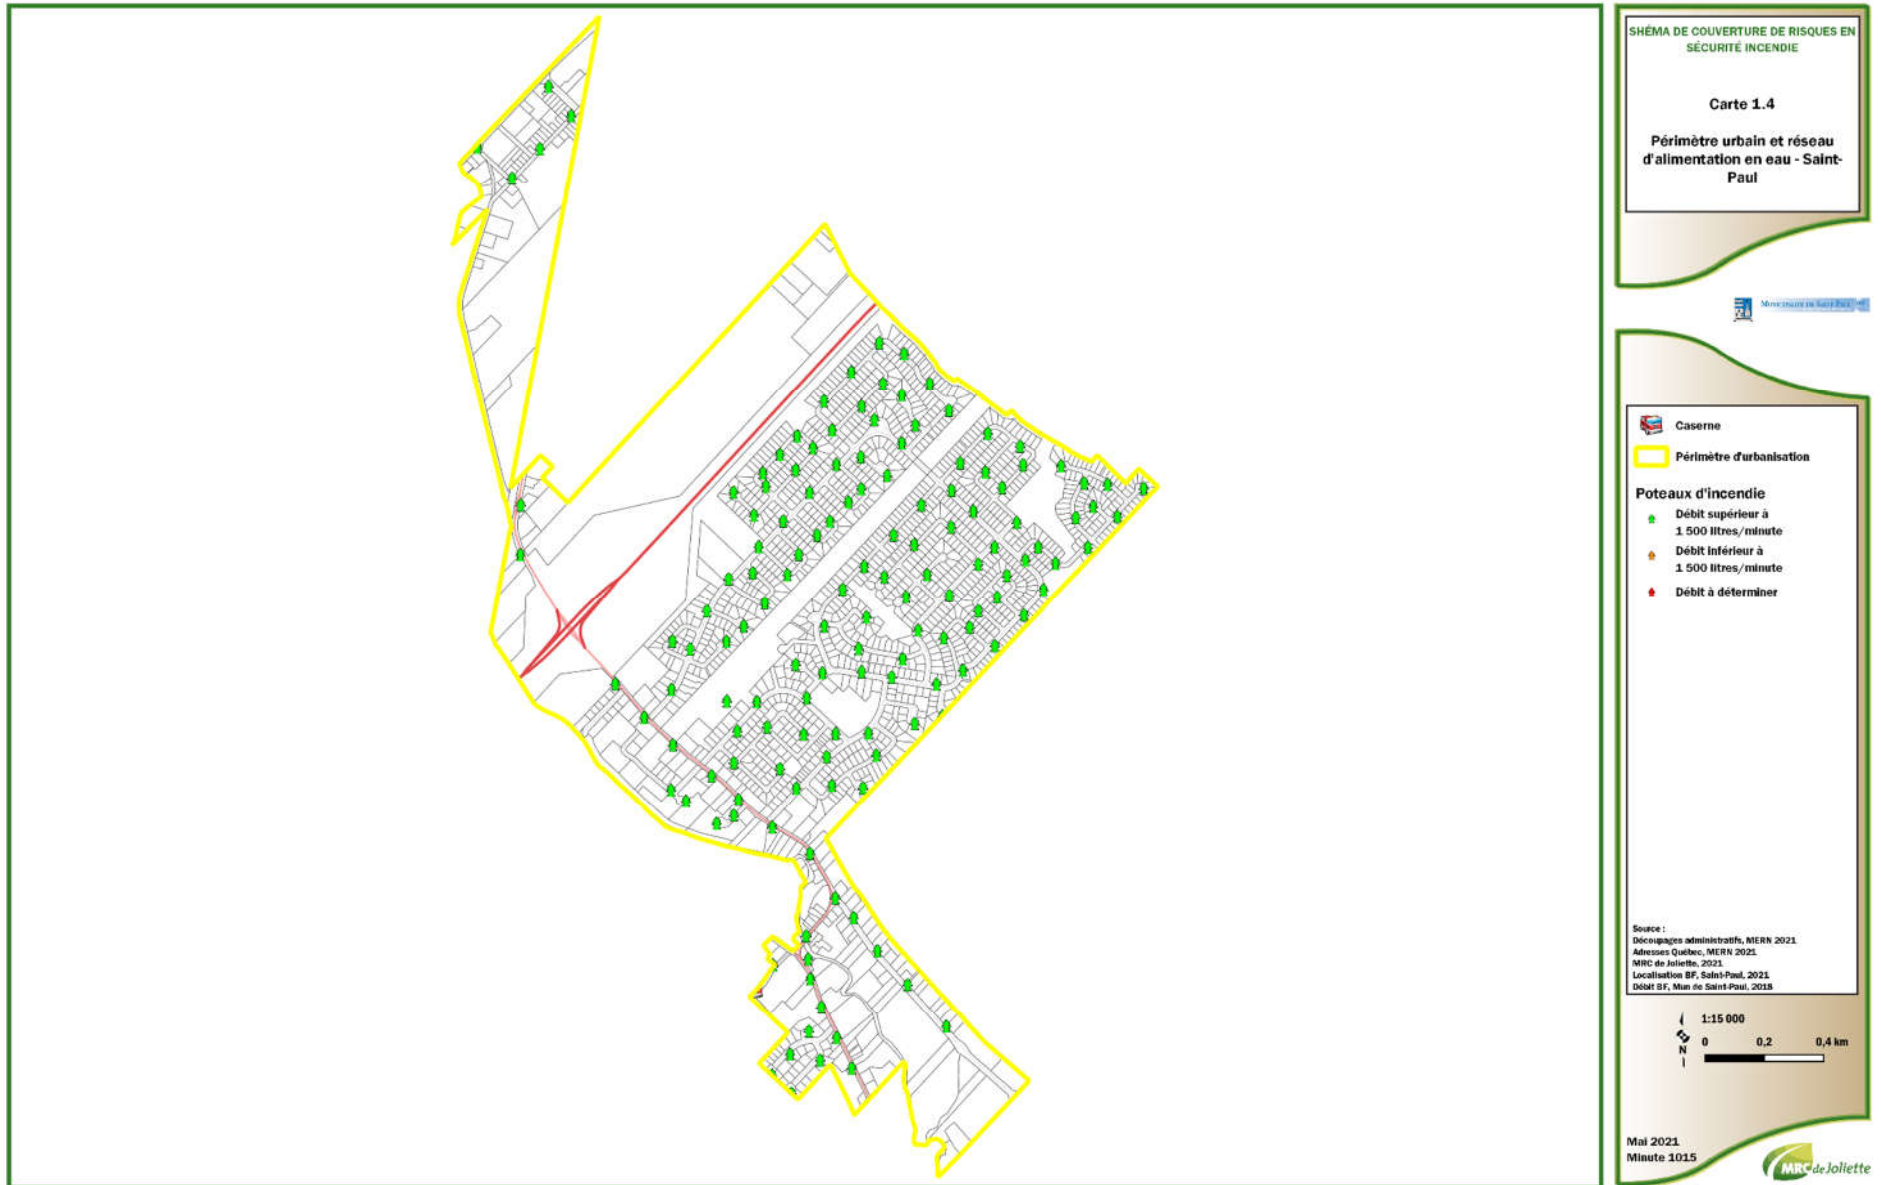 SHÉMA DE COUVERTURE DE RISQUES EN
SÉCURITÉ INCENDIE
Carte 1.4
Périmètre urbain et réseau
d'alimentation en eau - Saint-
Paul
Caserne
Périmètre d'urbanisation
Poteaux d'incendie
Débit supérieur à
1 500 litres/minute
Débit inférieur à
1 500 litres/minute
Débit à déterminer
Source :
Découpages administratifs, MERN 2021
Adresses Québec, MERN 2021
MRC de Joliette, 2021
Localisation BF, Saint-Paul, 2021
Débit BF, Mun de Saint-Paul, 2018
1:15 000
N
0 0,2 0,4 km
Mai 2021
Minute 1015
MRC de Joliette